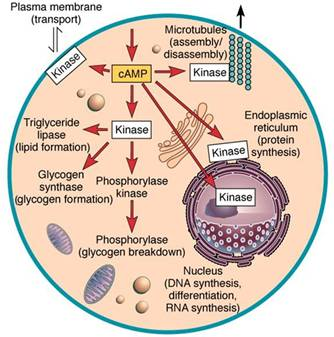 Plasma membrane
(transport)
Microtubules
(assembly/
disassembly)
Kinase
cAMP
Kinase
Triglyceride
lipase
(lipid formation)
Kinase
Endoplasmic
reticulum
(protein
synthesis)
Kinase
Glycogen
synthase
(glycogen formation)
Phosphorylase
kinase
Kinase
Phosphorylase
(glycogen breakdown)
Nucleus
(DNA synthesis,
differentiation,
RNA synthesis)